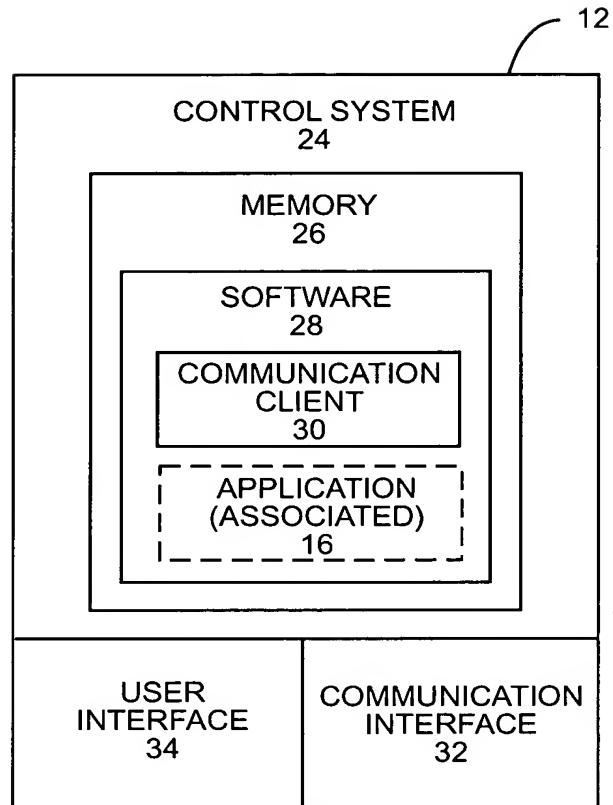 12
CONTROL SYSTEM
24
MEMORY
26
SOFTWARE
28
COMMUNICATION
CLIENT
30
APPLICATION
(ASSOCIATED)
16
USER
INTERFACE
34
COMMUNICATION
INTERFACE
32